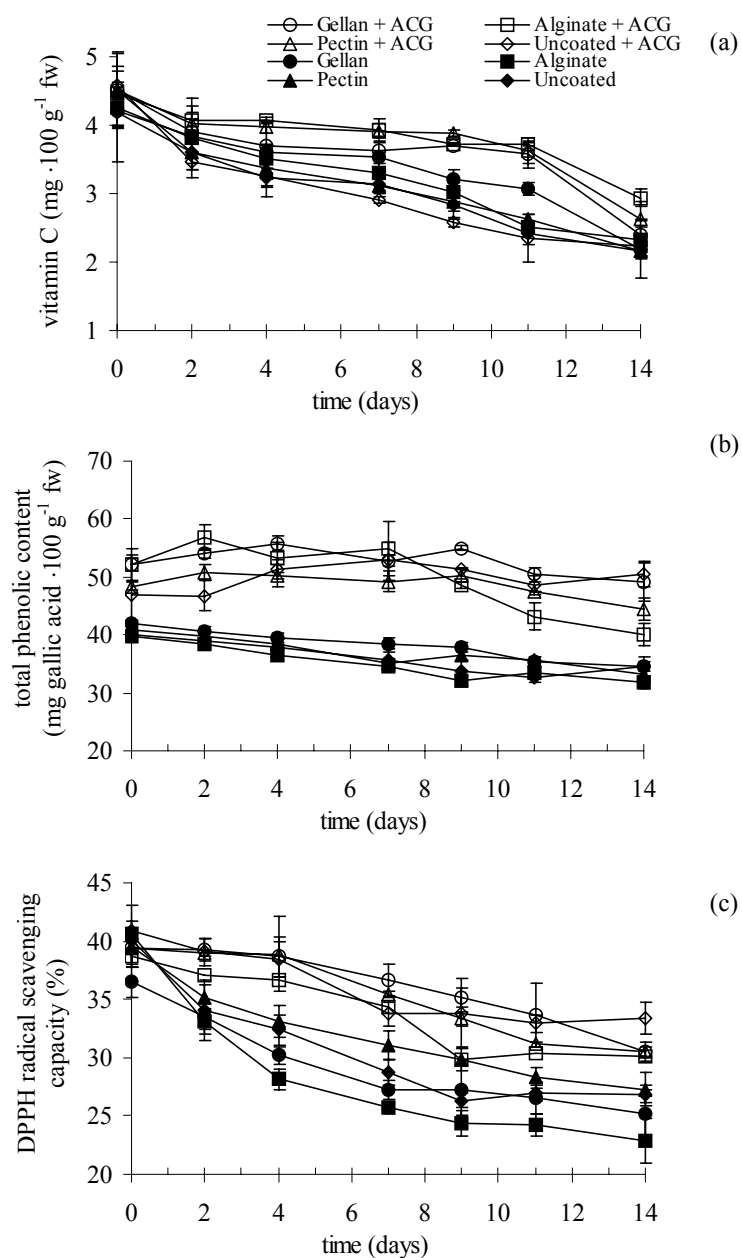 Gellan + ACG
Alginate + ACG
Pectin + ACG
Uncoated + ACG
Gellan
Alginate
Pectin
Uncoated
(a)
vitamin C (mg ·100 g⁻¹ fw)
5
4
3
2
1
0 2 4 6 8 10 12 14
time (days)
(b)
total phenolic content
(mg gallic acid ·100 g⁻¹ fw)
70
60
50
40
30
20
0 2 4 6 8 10 12 14
time (days)
(c)
DPPH radical scavenging
capacity (%)
45
40
35
30
25
20
0 2 4 6 8 10 12 14
time (days)